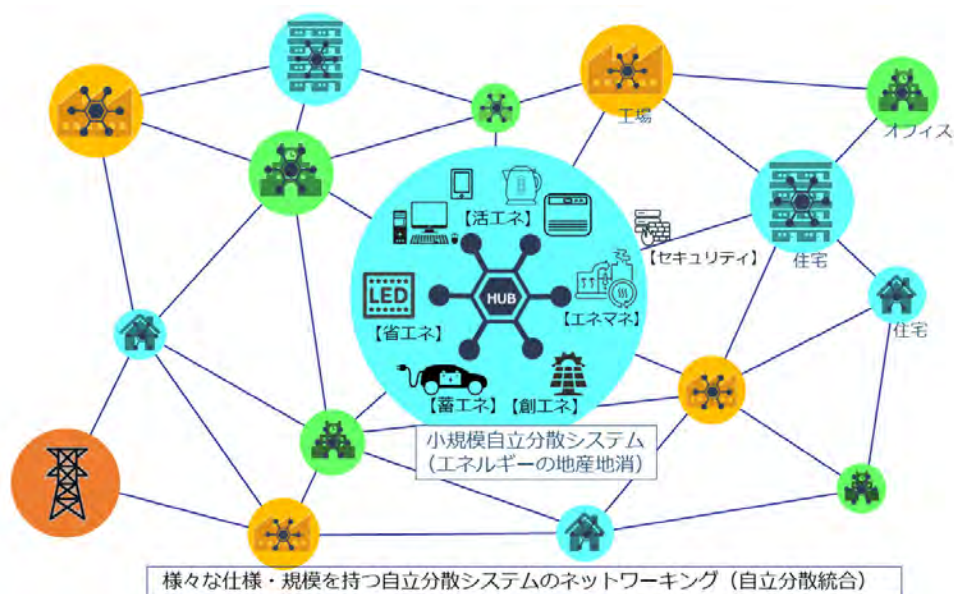 工場
オフィス
【活エネ】
【セキュリティ】
住宅
LED
HUB
【エネマネ】
【省エネ】
住宅
【蓄エネ】
【創エネ】
小規模自立分散システム
（エネルギーの地産地消）
様々な仕様・規模を持つ自立分散システムのネットワーキング（自立分散統合）